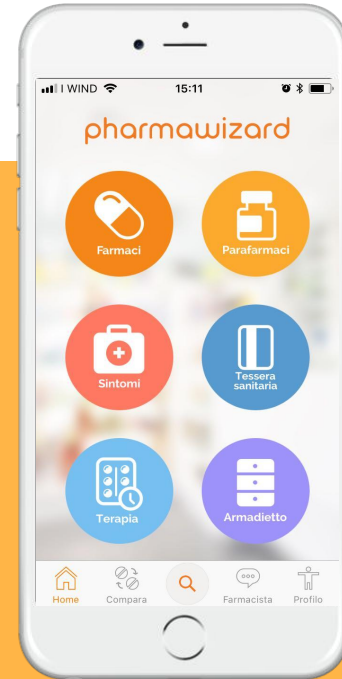 I WIND 15:11
pharmawizard
Farmaci Parafarmaci
Sintomi Tessera
sanitaria
Terapia Armadietto
Home Compara Farmacista Profilo